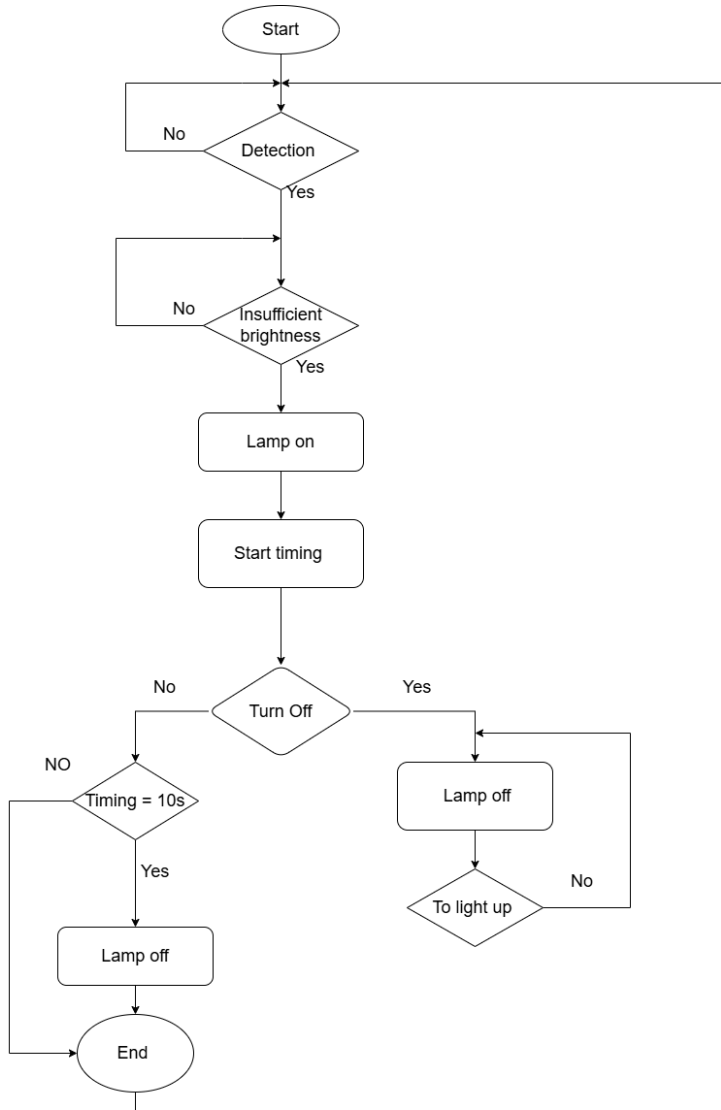 Start
No
Detection
Yes
No
Insufficient
brightness
Yes
Lamp on
Start timing
No
Turn Off
Yes
NO
Timing = 10s
Lamp off
Yes
No
To light up
Lamp off
End